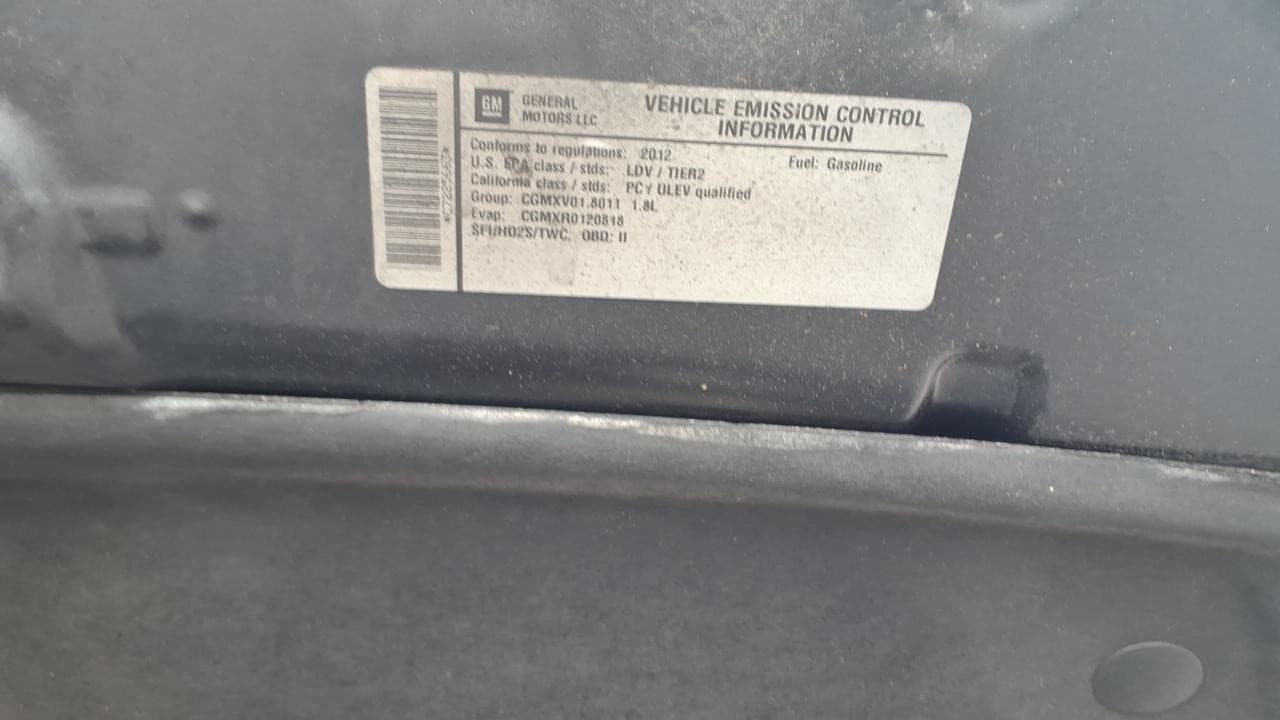 GM GENERAL MOTORS LLC
VEHICLE EMISSION CONTROL
INFORMATION
Conforms to regulations: 2012
Fuel: Gasoline
U.S. EPA class / stds: LDV / TIER2
California class / stds: PC / ULEV qualified
Group: CGMXV01.8011 1.8L
Evap: CGMXR0120818
SFI/HO2S/TWC, OBD: II